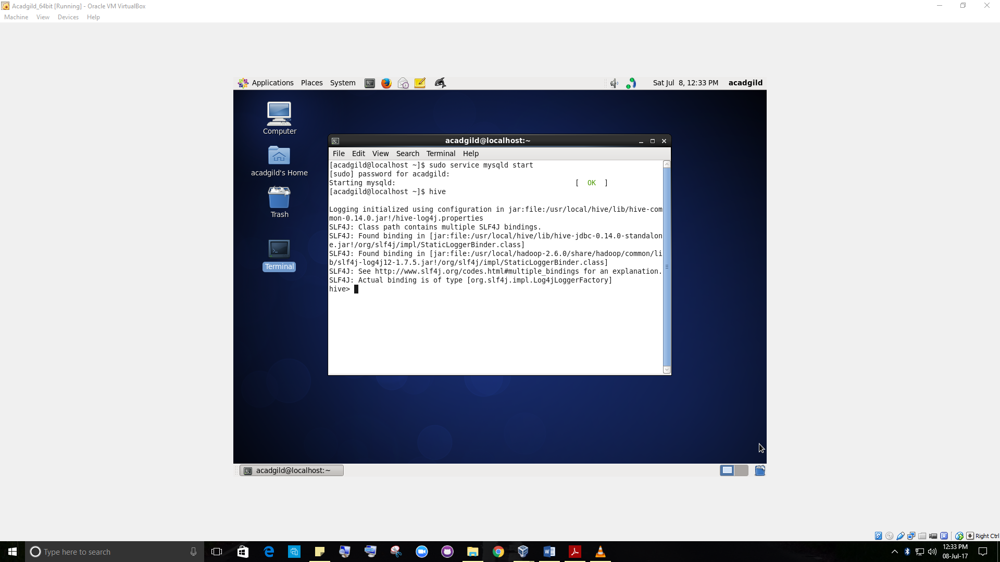 Acadgild_64bit [Running] - Oracle VM VirtualBox
Machine View Devices Help
Applications Places System Sat Jul 8, 12:33 PM acadgild
Computer
acadgild's Home
Trash
Terminal
acadgild@localhost:~
File Edit View Search Terminal Help
[acadgild@localhost ~]$ sudo service mysqld start
[sudo] password for acadgild:
Starting mysqld: [ OK ]
[acadgild@localhost ~]$ hive
Logging initialized using configuration in jar:file:/usr/local/hive/lib/hive-com
mon-0.14.0.jar!/hive-log4j.properties
SLF4J: Class path contains multiple SLF4J bindings.
SLF4J: Found binding in [jar:file:/usr/local/hive/lib/hive-jdbc-0.14.0-standalon
e.jar!/org/slf4j/impl/StaticLoggerBinder.class]
SLF4J: Found binding in [jar:file:/usr/local/hadoop-2.6.0/share/hadoop/common/li
b/slf4j-log4j12-1.7.5.jar!/org/slf4j/impl/StaticLoggerBinder.class]
SLF4J: See http://www.slf4j.org/codes.html#multiple_bindings for an explanation.
SLF4J: Actual binding is of type [org.slf4j.impl.Log4jLoggerFactory]
hive>
acadgild@localhost:~
Right Ctrl
Type here to search
12:33 PM
08-Jul-17